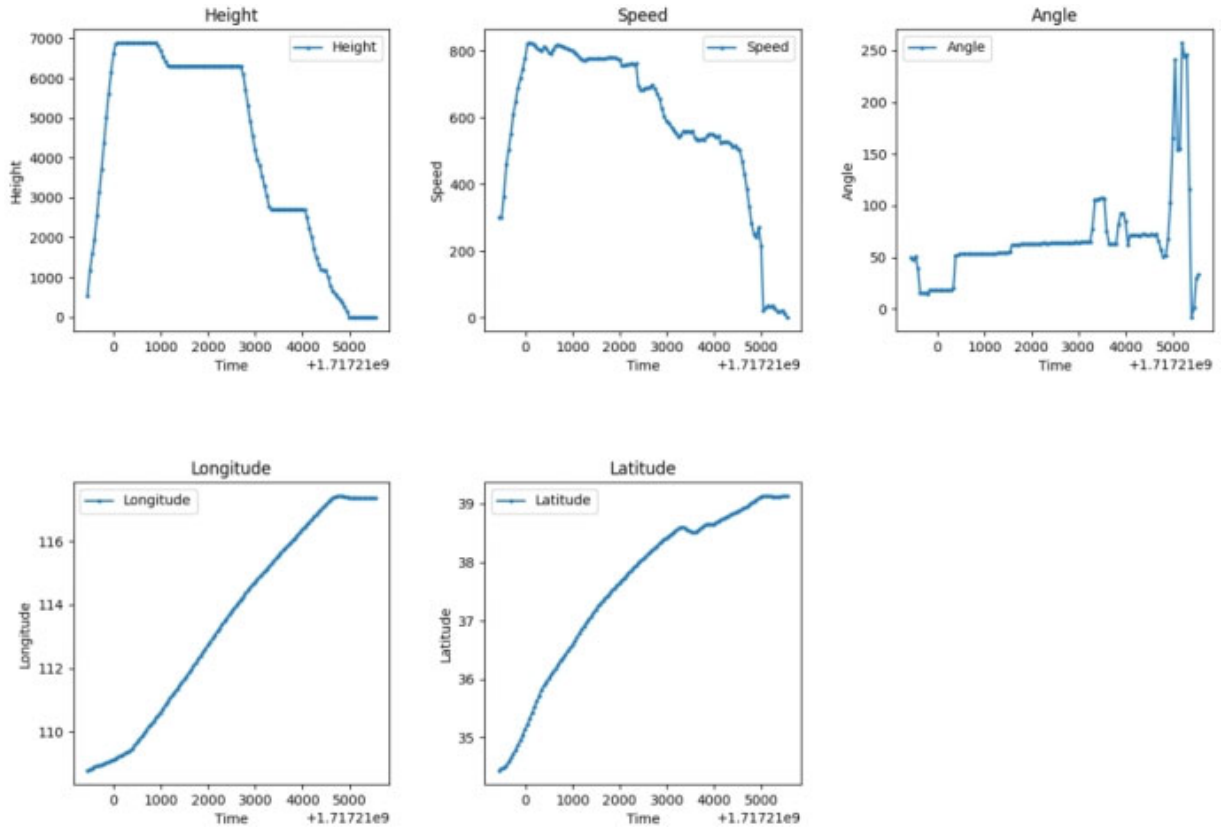 Height
7000
6000
5000
4000
3000
2000
1000
0
Height
Height
0 1000 2000 3000 4000 5000
Time
+1.71721e9
Speed
800
600
400
200
0
Speed
Speed
0 1000 2000 3000 4000 5000
Time
+1.71721e9
Angle
250
200
150
100
50
0
Angle
Angle
0 1000 2000 3000 4000 5000
Time
+1.71721e9
Longitude
116
114
112
110
Longitude
Longitude
0 1000 2000 3000 4000 5000
Time
+1.71721e9
Latitude
39
38
37
36
35
Latitude
Latitude
0 1000 2000 3000 4000 5000
Time
+1.71721e9